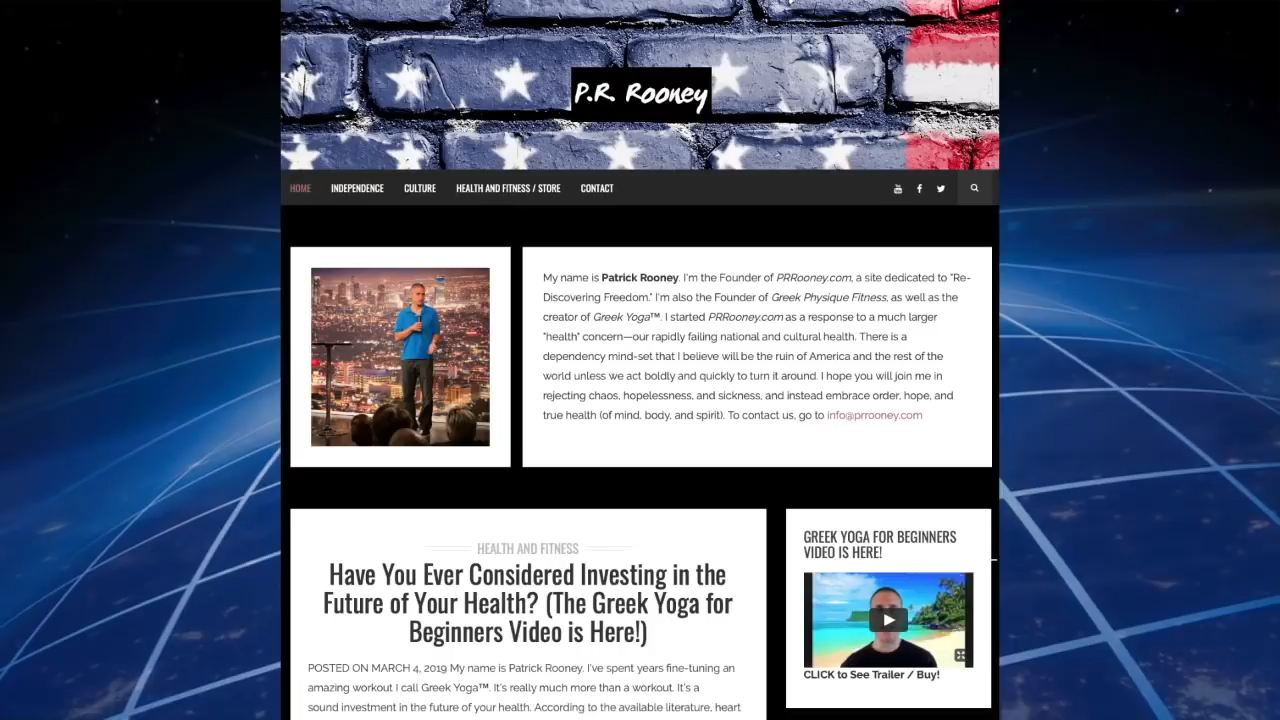 P.R. Rooney
HOME INDEPENDENCE CULTURE HEALTH AND FITNESS / STORE CONTACT
My name is Patrick Rooney. I'm the Founder of PRRooney.com, a site dedicated to "Re-
Discovering Freedom." I'm also the Founder of Greek Physique Fitness, as well as the
creator of Greek Yoga™. I started PRRooney.com as a response to a much larger
"health" concern—our rapidly failing national and cultural health. There is a
dependency mind-set that I believe will be the ruin of America and the rest of the
world unless we act boldly and quickly to turn it around. I hope you will join me in
rejecting chaos, hopelessness, and sickness, and instead embrace order, hope, and
true health (of mind, body, and spirit). To contact us, go to info@prrooney.com
HEALTH AND FITNESS
Have You Ever Considered Investing in the
Future of Your Health? (The Greek Yoga for
Beginners Video is Here!)
POSTED ON MARCH 4, 2019 My name is Patrick Rooney. I've spent years fine-tuning an
amazing workout I call Greek Yoga™. It's really much more than a workout. It's a
sound investment in the future of your health. According to the available literature, heart
GREEK YOGA FOR BEGINNERS
VIDEO IS HERE!
CLICK to See Trailer / Buy!